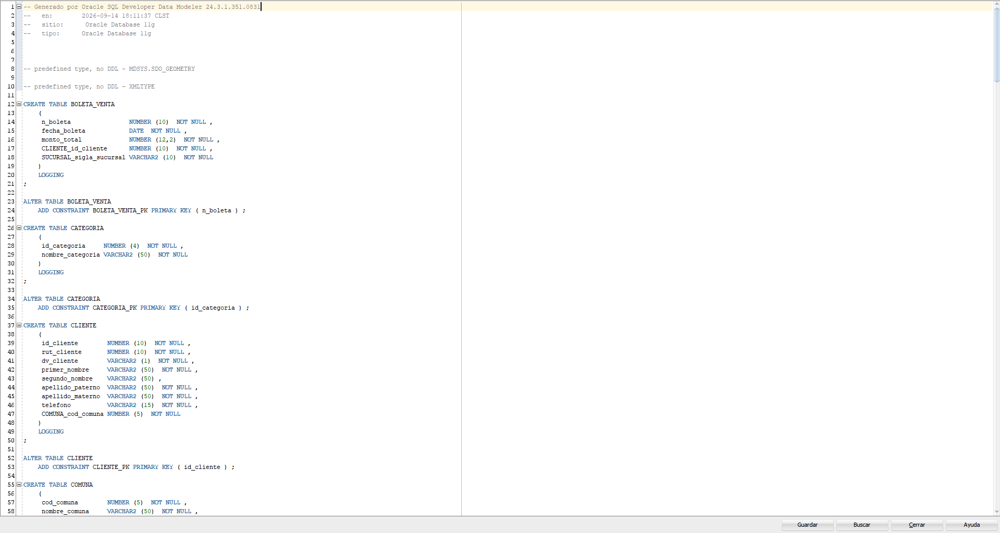 1 -- Generado por Oracle SQL Developer Data Modeler 24.3.1.351.0831
2 --   en:        2026-09-14 18:11:37 CLST
3 --   sitio:      Oracle Database 11g
4 --   tipo:      Oracle Database 11g
5
6
7
8 -- predefined type, no DDL - MDSYS.SDO_GEOMETRY
9
10 -- predefined type, no DDL - XMLTYPE
11
12 CREATE TABLE BOLETA_VENTA
13     (
14      n_boleta                NUMBER (10)  NOT NULL ,
15      fecha_boleta            DATE  NOT NULL ,
16      monto_total             NUMBER (12,2)  NOT NULL ,
17      CLIENTE_id_cliente      NUMBER (10)  NOT NULL ,
18      SUCURSAL_sigla_sucursal VARCHAR2 (10)  NOT NULL
19     )
20     LOGGING
21 ;
22
23 ALTER TABLE BOLETA_VENTA
24     ADD CONSTRAINT BOLETA_VENTA_PK PRIMARY KEY ( n_boleta ) ;
25
26 CREATE TABLE CATEGORIA
27     (
28      id_categoria     NUMBER (4)  NOT NULL ,
29      nombre_categoria VARCHAR2 (50)  NOT NULL
30     )
31     LOGGING
32 ;
33
34 ALTER TABLE CATEGORIA
35     ADD CONSTRAINT CATEGORIA_PK PRIMARY KEY ( id_categoria ) ;
36
37 CREATE TABLE CLIENTE
38     (
39      id_cliente        NUMBER (10)  NOT NULL ,
40      rut_cliente       NUMBER (10)  NOT NULL ,
41      dv_cliente        VARCHAR2 (1)  NOT NULL ,
42      primer_nombre     VARCHAR2 (50)  NOT NULL ,
43      segundo_nombre    VARCHAR2 (50) ,
44      apellido_paterno  VARCHAR2 (50)  NOT NULL ,
45      apellido_materno  VARCHAR2 (50)  NOT NULL ,
46      telefono          VARCHAR2 (15)  NOT NULL ,
47      COMUNA_cod_comuna NUMBER (5)  NOT NULL
48     )
49     LOGGING
50 ;
51
52 ALTER TABLE CLIENTE
53     ADD CONSTRAINT CLIENTE_PK PRIMARY KEY ( id_cliente ) ;
54
55 CREATE TABLE COMUNA
56     (
57      cod_comuna        NUMBER (5)  NOT NULL ,
58      nombre_comuna     VARCHAR2 (50)  NOT NULL ,
Guardar Buscar Cerrar Ayuda